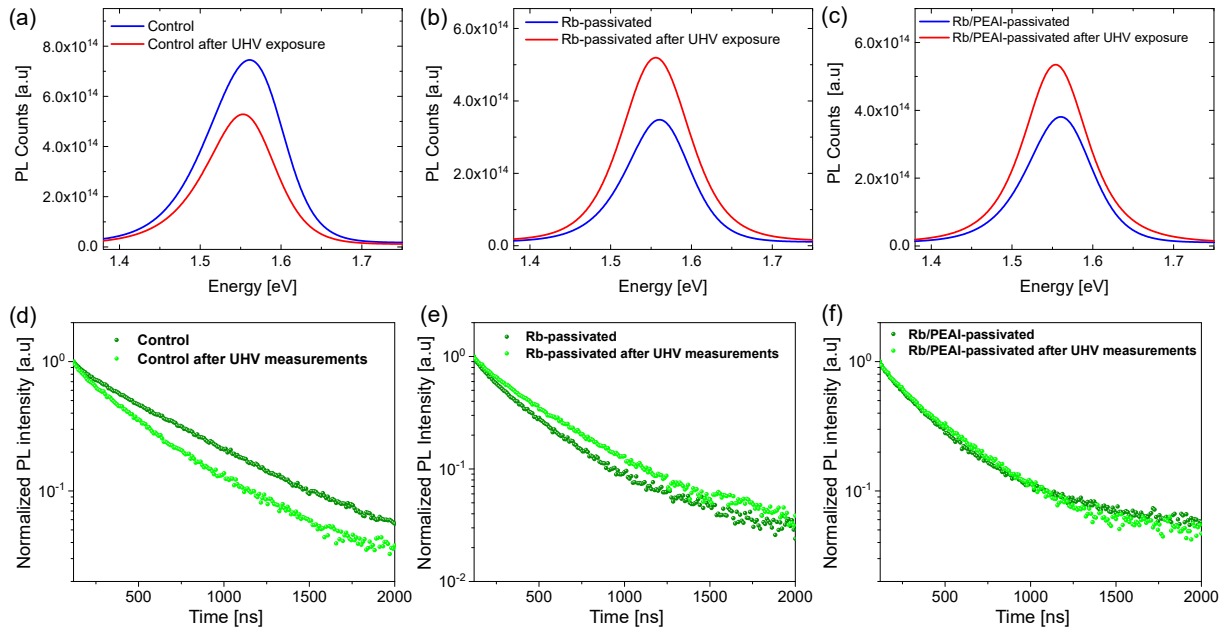 (a)
Control
Control after UHV exposure
8.0x10^14
6.0x10^14
4.0x10^14
2.0x10^14
0.0
PL Counts [a.u]
1.4 1.5 1.6 1.7
Energy [eV]
(b)
Rb-passivated
Rb-passivated after UHV exposure
6.0x10^14
4.0x10^14
2.0x10^14
0.0
PL Counts [a.u]
1.4 1.5 1.6 1.7
Energy [eV]
(c)
Rb/PEAI-passivated
Rb/PEAI-passivated after UHV exposure
6.0x10^14
4.0x10^14
2.0x10^14
0.0
PL Counts [a.u]
1.4 1.5 1.6 1.7
Energy [eV]
(d)
Control
Control after UHV measurements
10^0
10^-1
Normalized PL intensity [a.u]
500 1000 1500 2000
Time [ns]
(e)
Rb-passivated
Rb-passivated after UHV measurements
10^0
10^-1
10^-2
Normalized PL Intensity [a.u]
500 1000 1500 2000
Time [ns]
(f)
Rb/PEAI-passivated
Rb/PEAI-passivated after UHV measurements
10^0
10^-1
Normalized PL intensity [a.u]
500 1000 1500 2000
Time [ns]